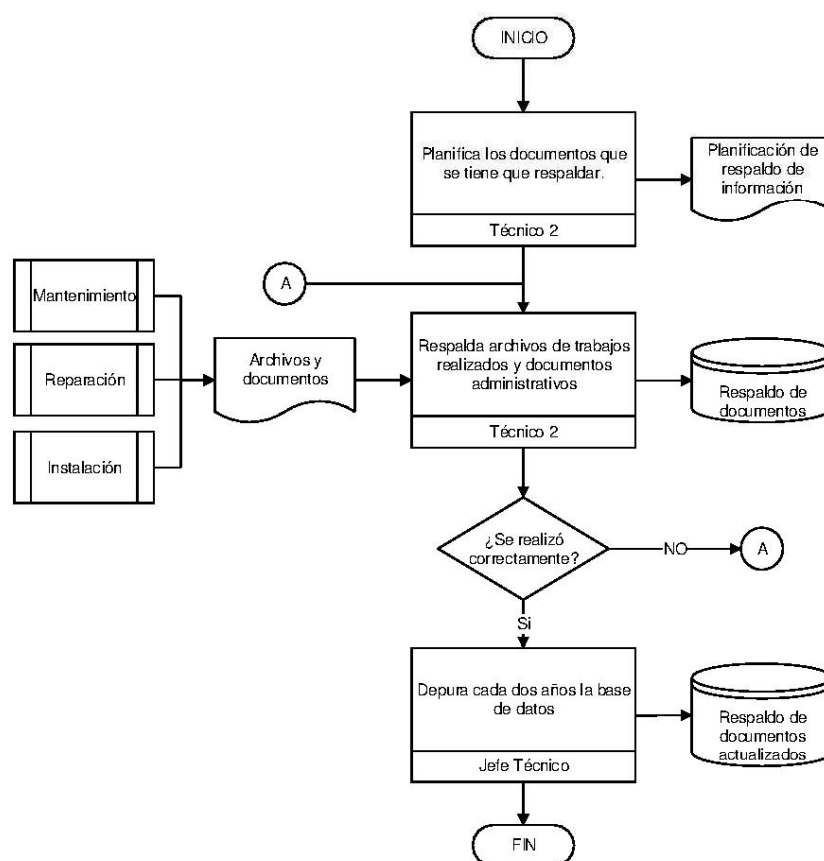 INICIO
Planifica los documentos que
se tiene que respaldar.
Técnico 2
Planificación de
respaldo de
información
A
Mantenimiento
Reparación
Instalación
Archivos y
documentos
Respalda archivos de trabajos
realizados y documentos
administrativos
Técnico 2
Respaldo de
documentos
¿Se realizó
correctamente?
NO
A
Si
Depura cada dos años la base
de datos
Jefe Técnico
Respaldo de
documentos
actualizados
FIN